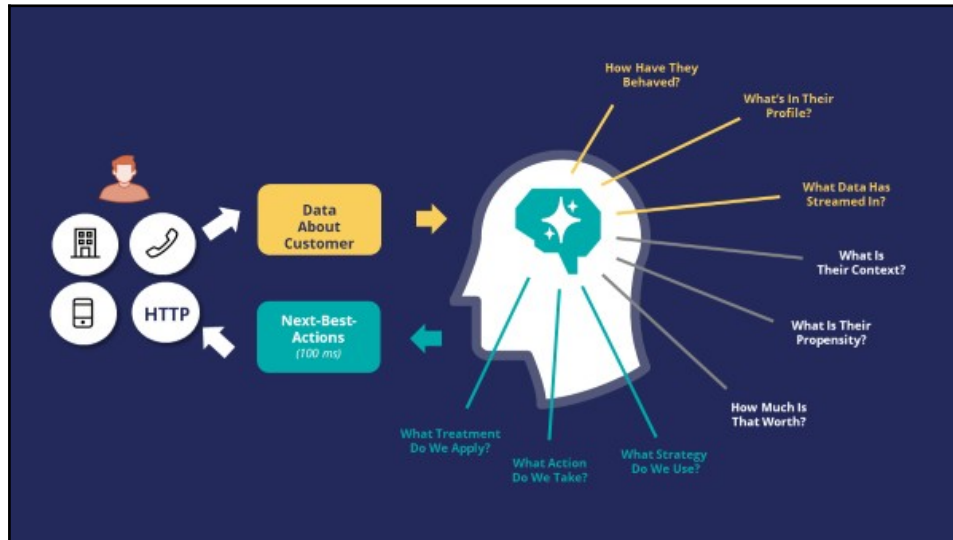 How Have They
Behaved?
What's In Their
Profile?
What Data Has
Streamed In?
What Is
Their Context?
What Is Their
Propensity?
How Much Is
That Worth?
What Strategy
Do We Use?
What Action
Do We Take?
What Treatment
Do We Apply?
Data
About
Customer
HTTP
Next-Best-
Actions
(100 ms)